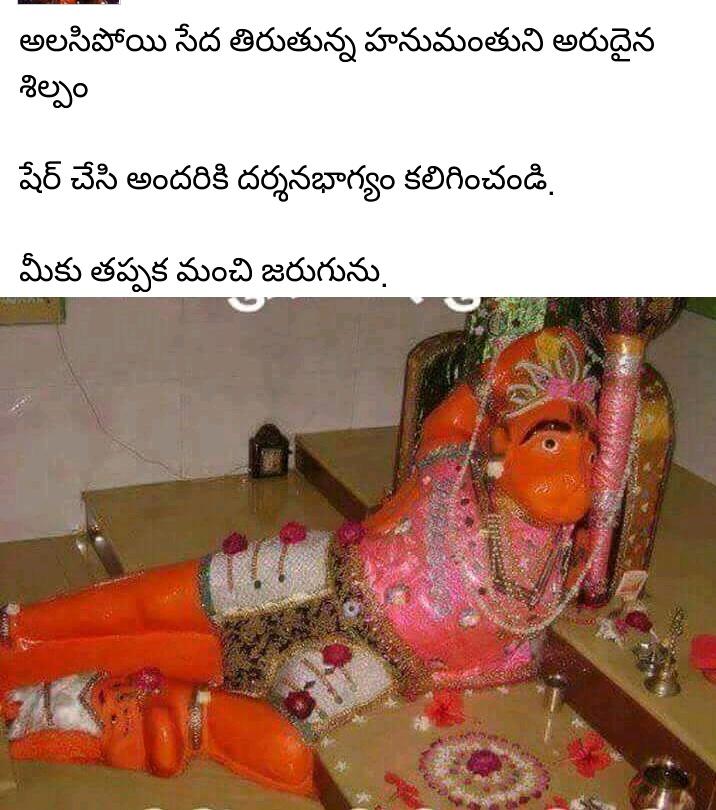 అలసిపోయి సేద తిరుతున్న హనుమంతుని అరుదైన
శిల్పం
షేర్ చేసి అందరికి దర్శనభాగ్యం కలిగించండి.
మీకు తప్పక మంచి జరుగును.